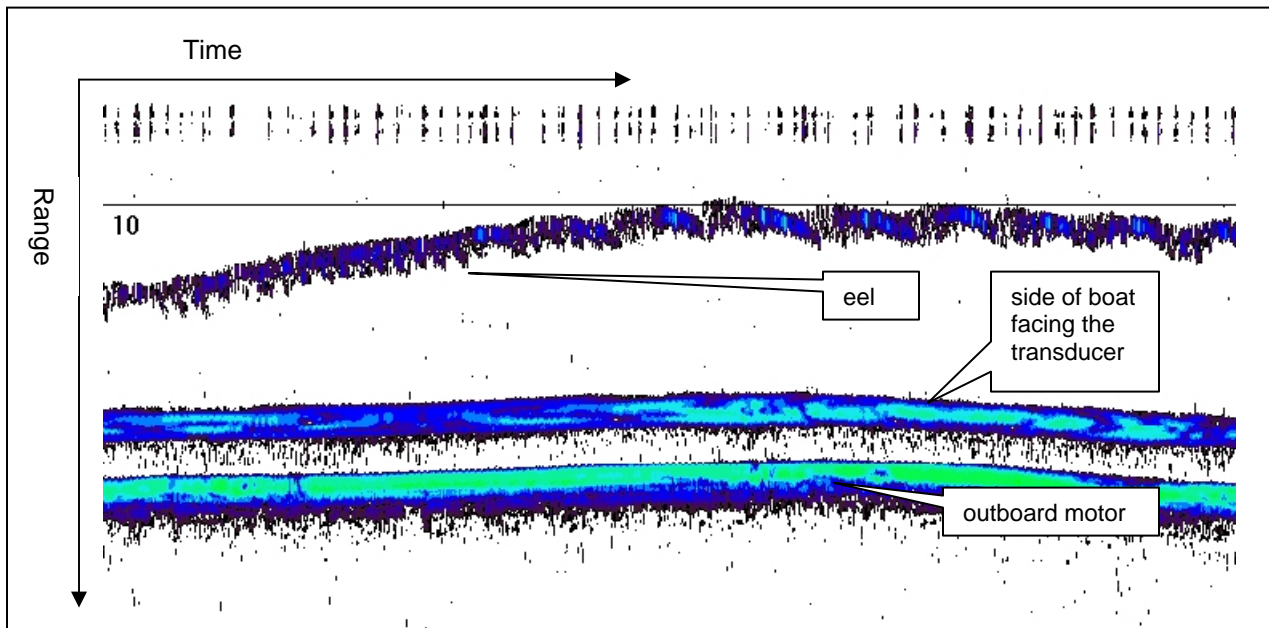 Time
Range
10
eel
side of boat
facing the
transducer
outboard motor